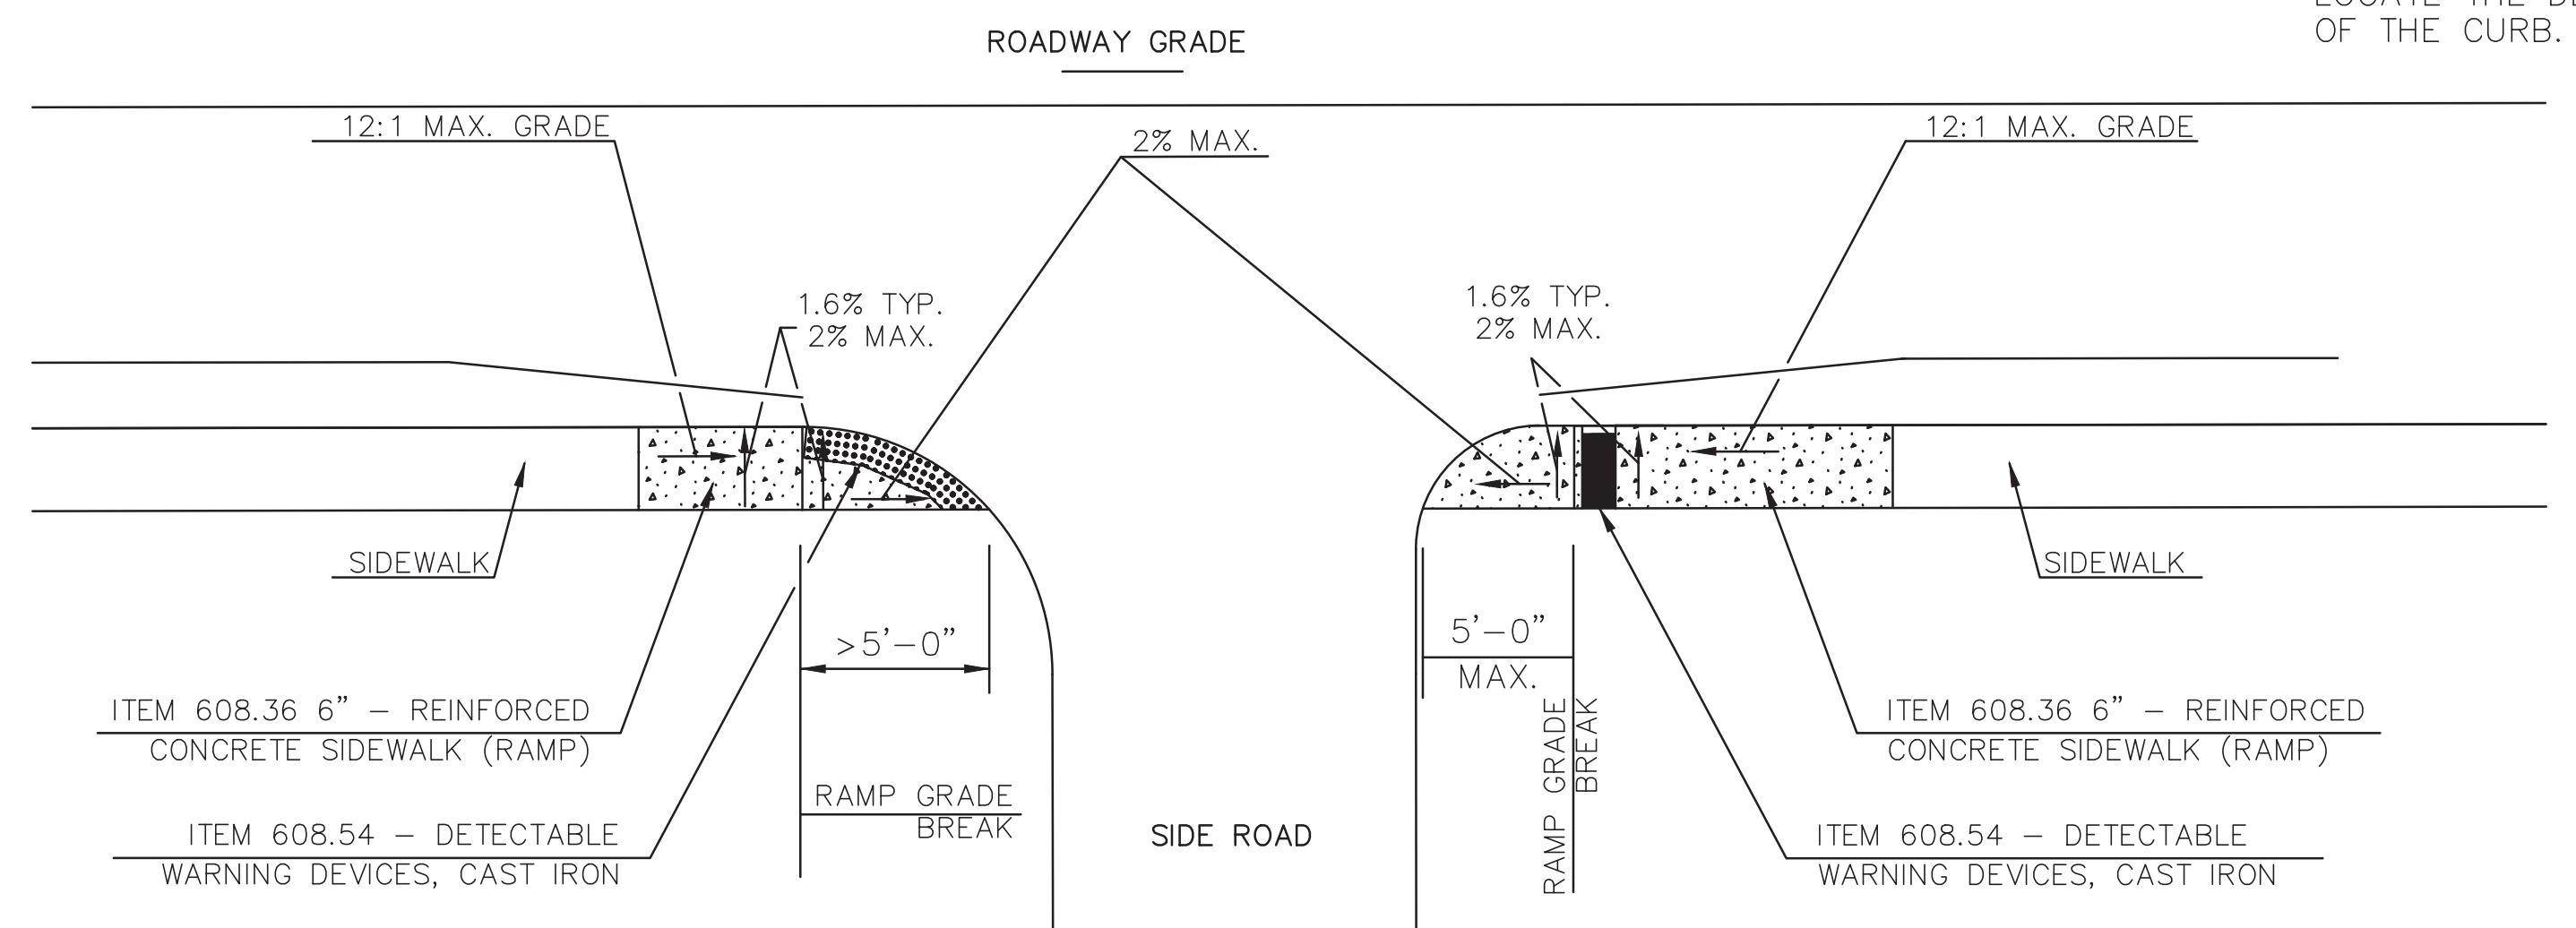 OF THE CURB.
ROADWAY GRADE
12:1 MAX. GRADE
2% MAX.
12:1 MAX. GRADE
1.6% TYP.
2% MAX.
1.6% TYP.
2% MAX.
SIDEWALK
SIDEWALK
>5'-0"
5'-0"
MAX.
ITEM 608.36 6" - REINFORCED
CONCRETE SIDEWALK (RAMP)
ITEM 608.36 6" - REINFORCED
CONCRETE SIDEWALK (RAMP)
RAMP GRADE
BREAK
RAMP GRADE
BREAK
ITEM 608.54 - DETECTABLE
WARNING DEVICES, CAST IRON
SIDE ROAD
ITEM 608.54 - DETECTABLE
WARNING DEVICES, CAST IRON